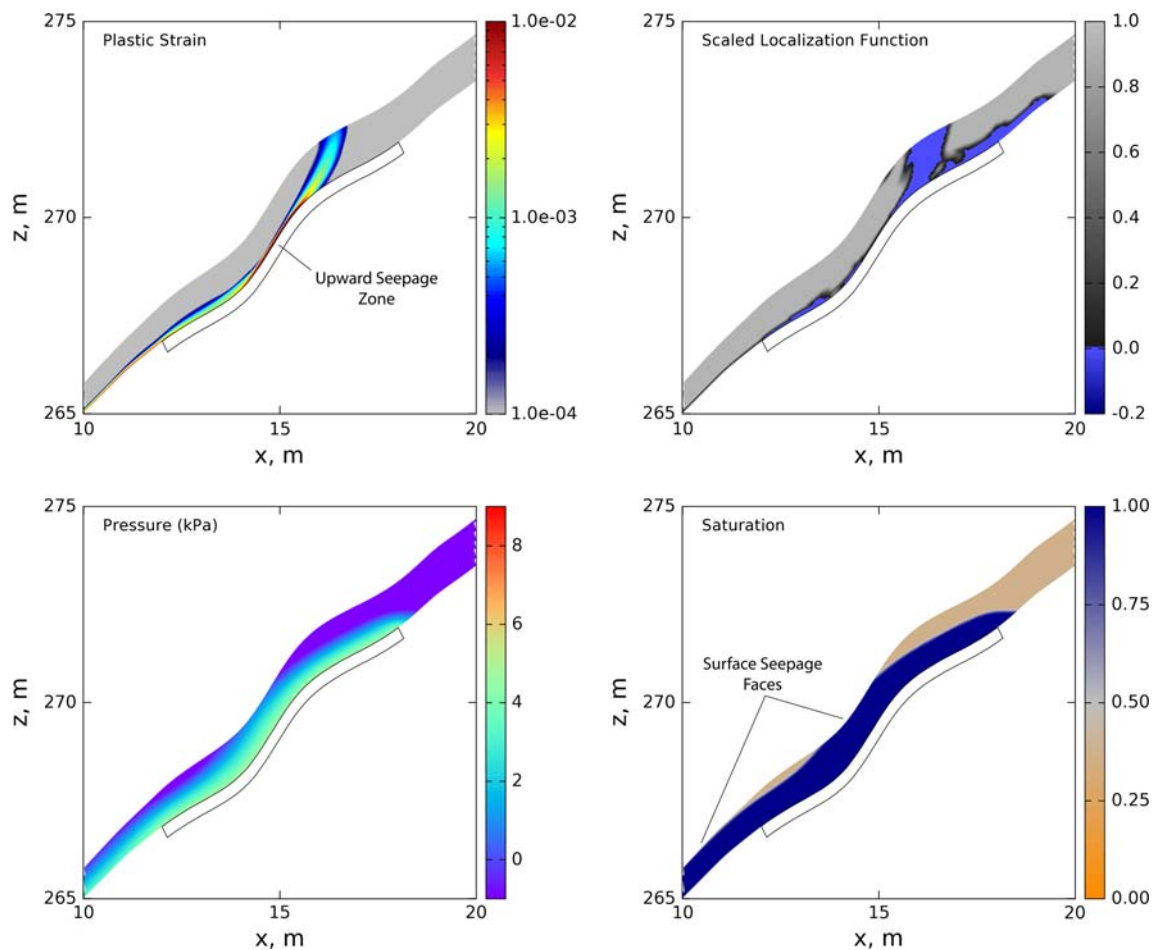 275
Plastic Strain
270
265
z, m
Upward Seepage
Zone
10
15
20
x, m
1.0e-02
1.0e-03
1.0e-04
275
Scaled Localization Function
270
265
z, m
10
15
20
x, m
1.0
0.8
0.6
0.4
0.2
0.0
-0.2
275
Pressure (kPa)
270
265
z, m
10
15
20
x, m
8
6
4
2
0
275
Saturation
270
265
z, m
Surface Seepage
Faces
10
15
20
x, m
1.00
0.75
0.50
0.25
0.00